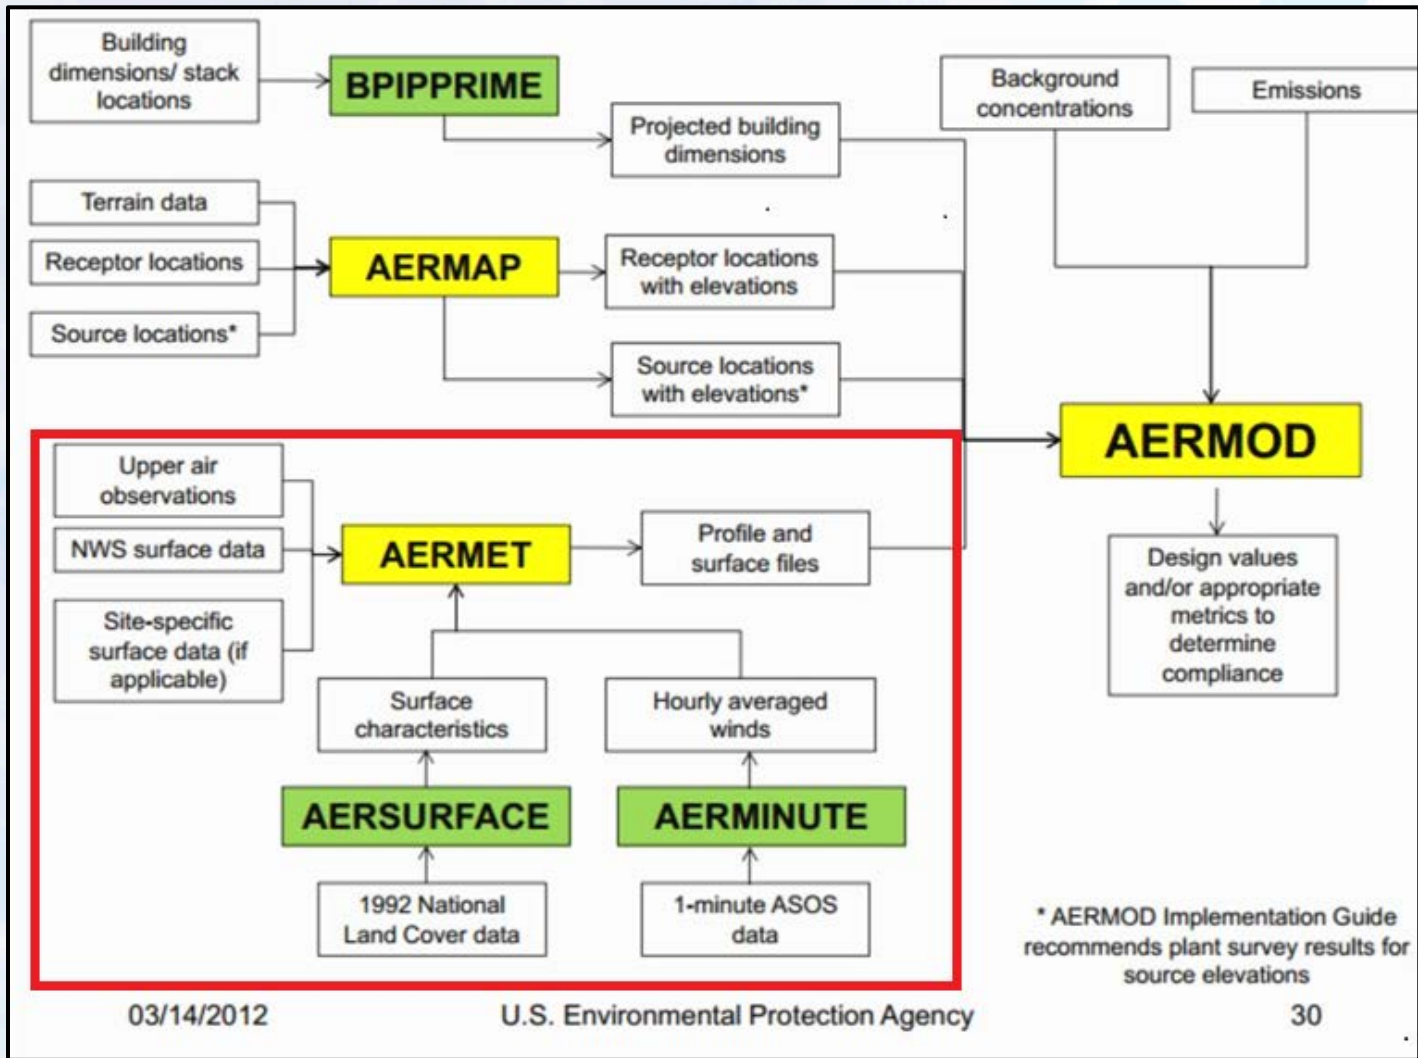 Building
dimensions/ stack
locations
BPIPPRIME
Projected building
dimensions
Background
concentrations
Emissions
Terrain data
Receptor locations
Source locations*
AERMAP
Receptor locations
with elevations
Source locations
with elevations*
AERMOD
Design values
and/or appropriate
metrics to
determine
compliance
Upper air
observations
NWS surface data
Site-specific
surface data (if
applicable)
AERMET
Profile and
surface files
Surface
characteristics
Hourly averaged
winds
AERSURFACE
AERMINUTE
1992 National
Land Cover data
1-minute ASOS
data
* AERMOD Implementation Guide
recommends plant survey results for
source elevations
03/14/2012
U.S. Environmental Protection Agency
30